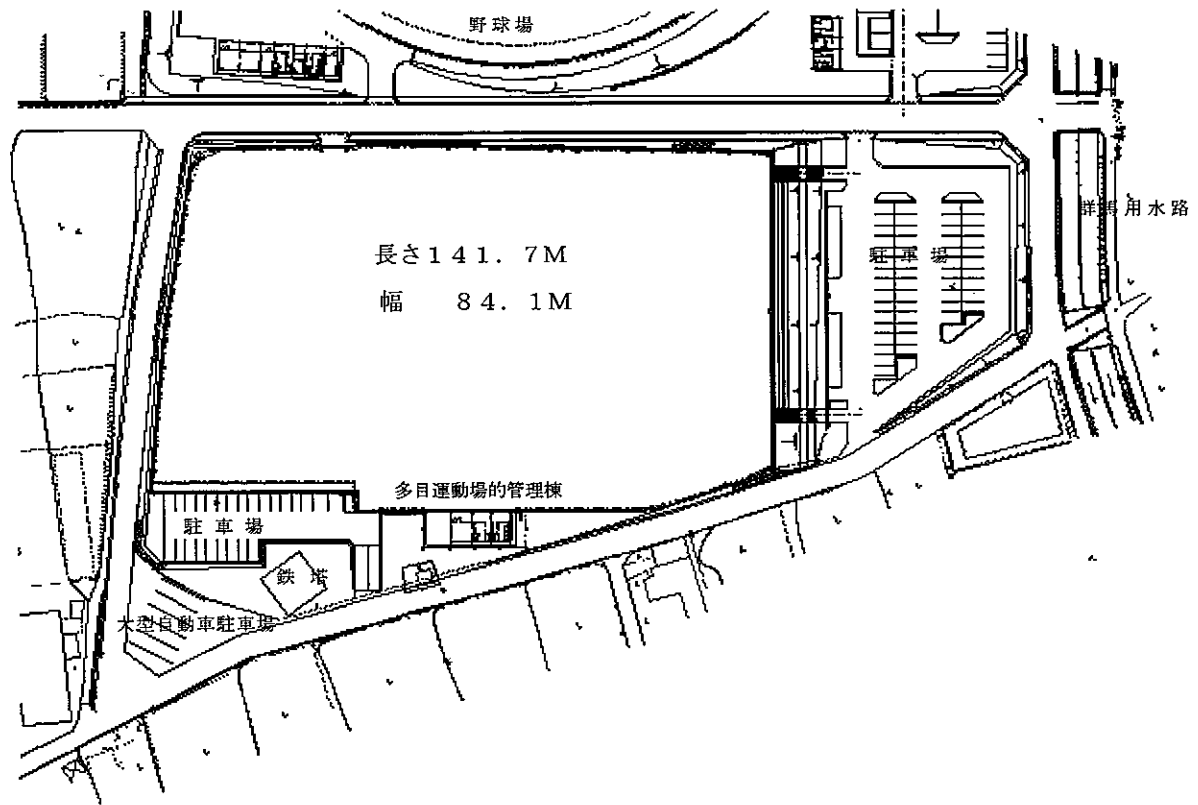 野球場
群馬用水路
長さ141.7M
駐車場
幅 84.1M
多目運動場的管理棟
駐車場
鉄塔
大型自動車駐車場